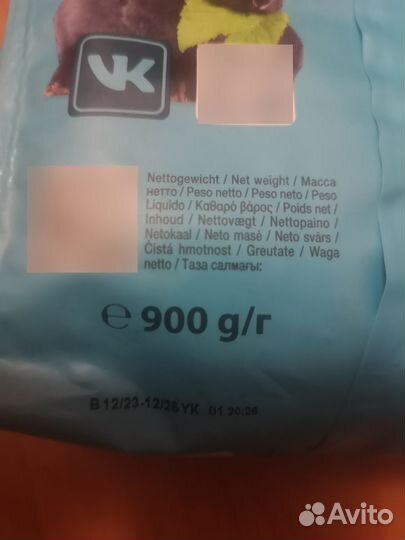 VK
Nettogewicht / Net weight / Масса
нетто / Peso netto / Peso neto / Peso
Líquido / Καθαρό βάρος / Poids net /
Inhoud / Nettovægt / Nettopaino /
Netokaal / Neto masė / Neto svārs /
Čistá hmotnost / Greutate / Waga
netto / Таза салмағы:
e 900 g/г
B 12/23-12/26YK 01 20:26
Avito